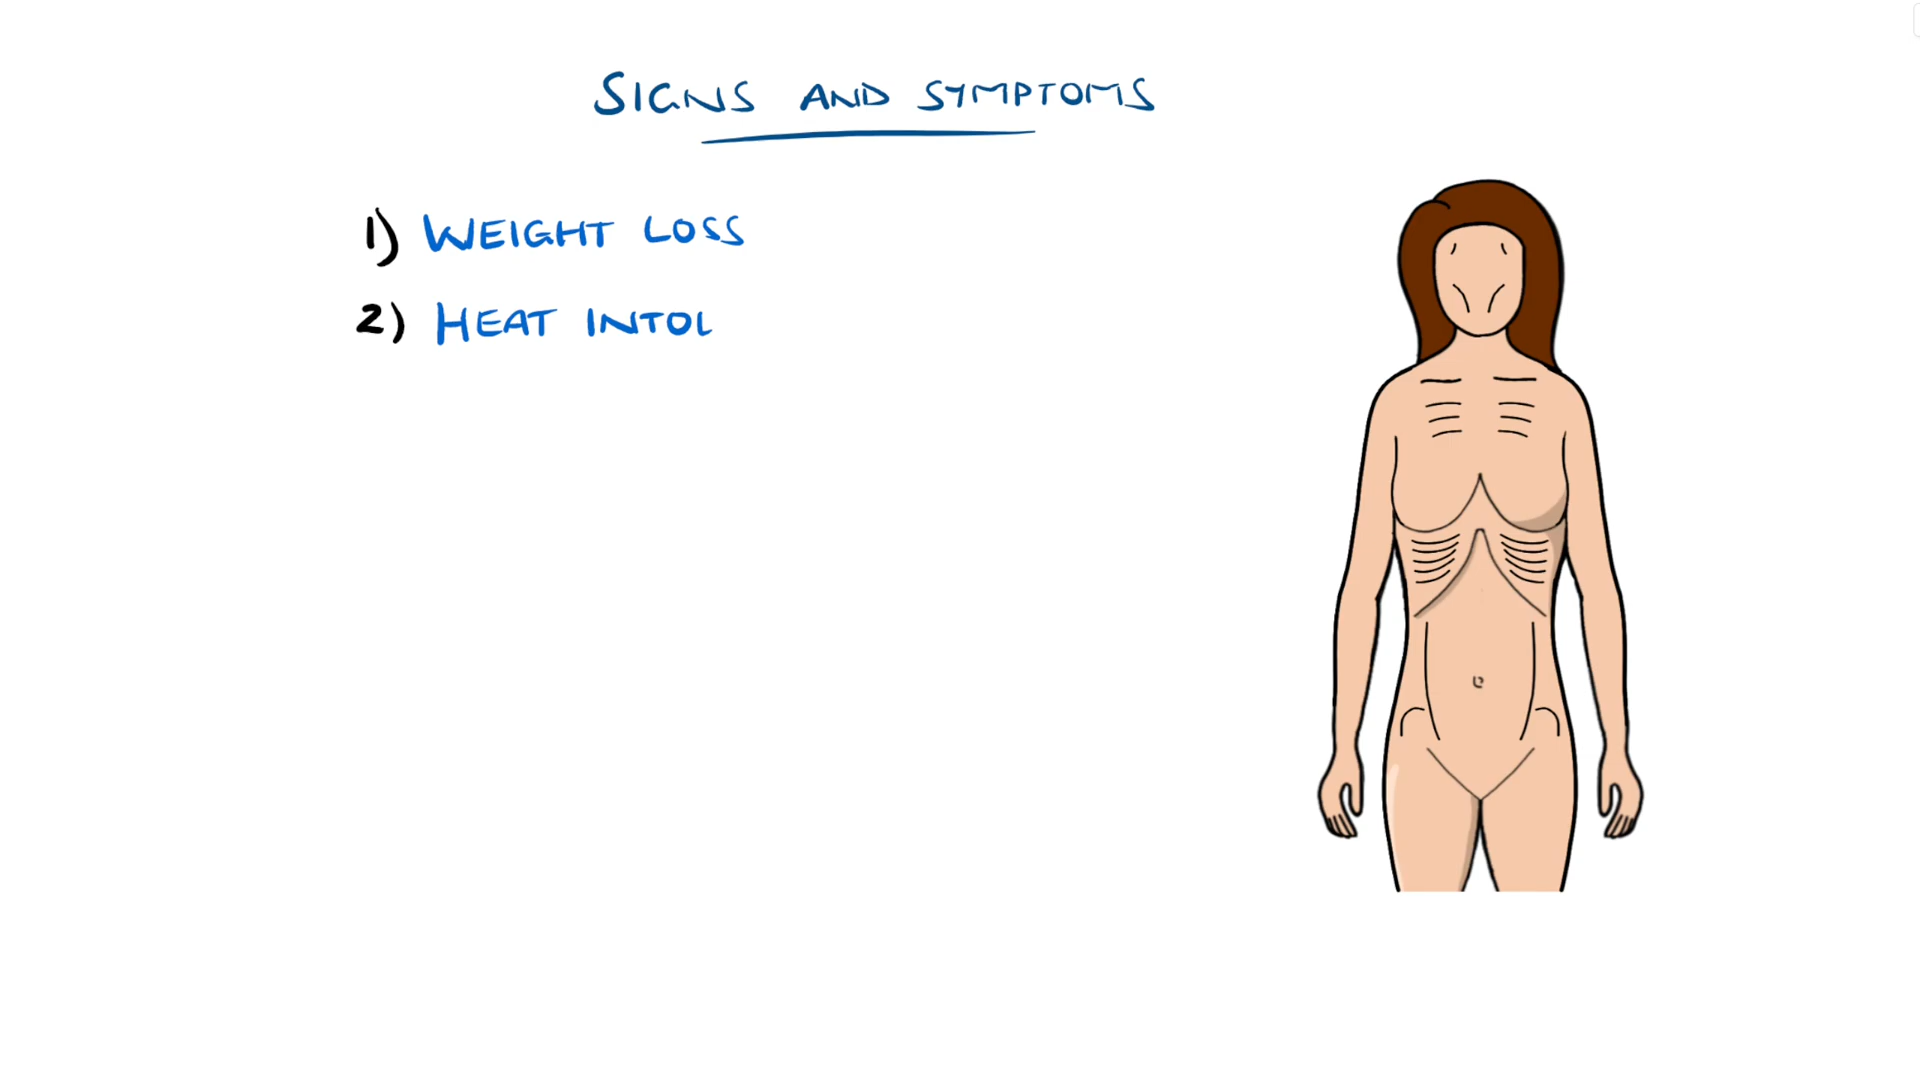 SIGNS AND SYMPTOMS
1) WEIGHT LOSS
2) HEAT INTOL